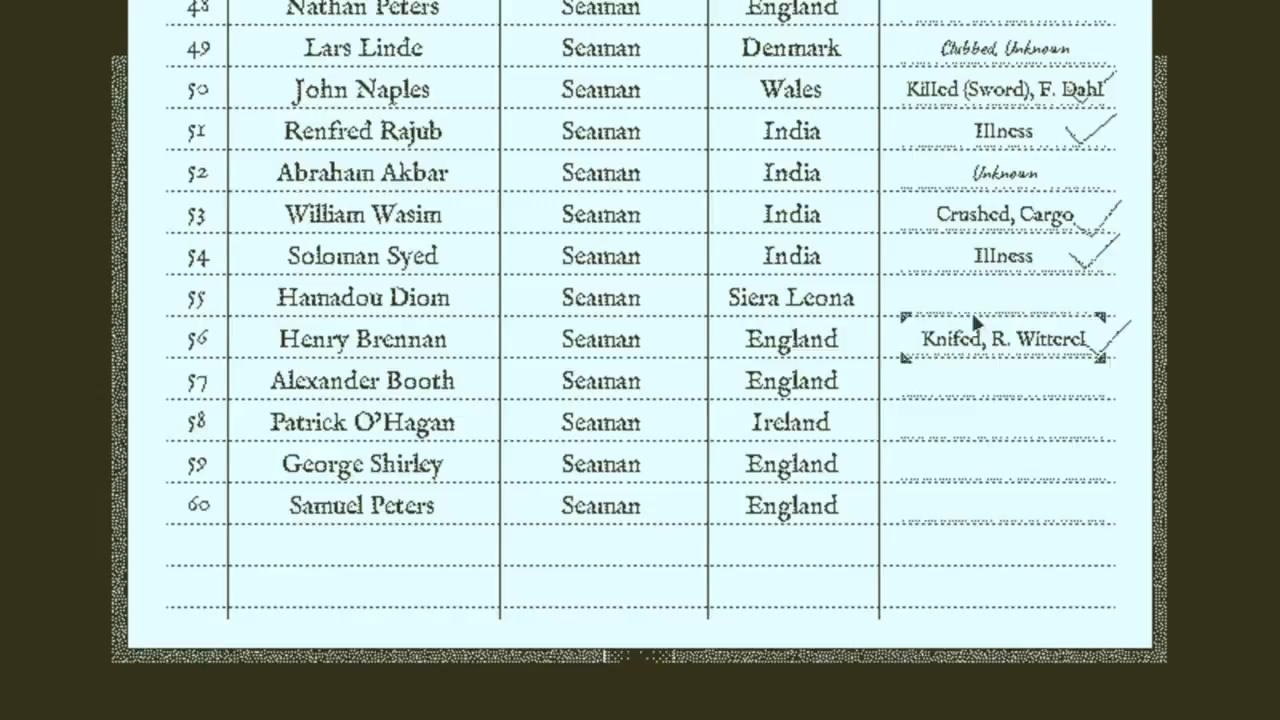 48 Nathan Peters Seaman England
49 Lars Linde Seaman Denmark Clubbed, Unknown
50 John Naples Seaman Wales Killed (Sword), F. Dahl
51 Renfred Rajub Seaman India Illness
52 Abraham Akbar Seaman India Unknown
53 William Wasim Seaman India Crushed, Cargo
54 Soloman Syed Seaman India Illness
55 Hamadou Diom Seaman Siera Leona
56 Henry Brennan Seaman England Knifed, R. Witterel
57 Alexander Booth Seaman England
58 Patrick O'Hagan Seaman Ireland
59 George Shirley Seaman England
60 Samuel Peters Seaman England